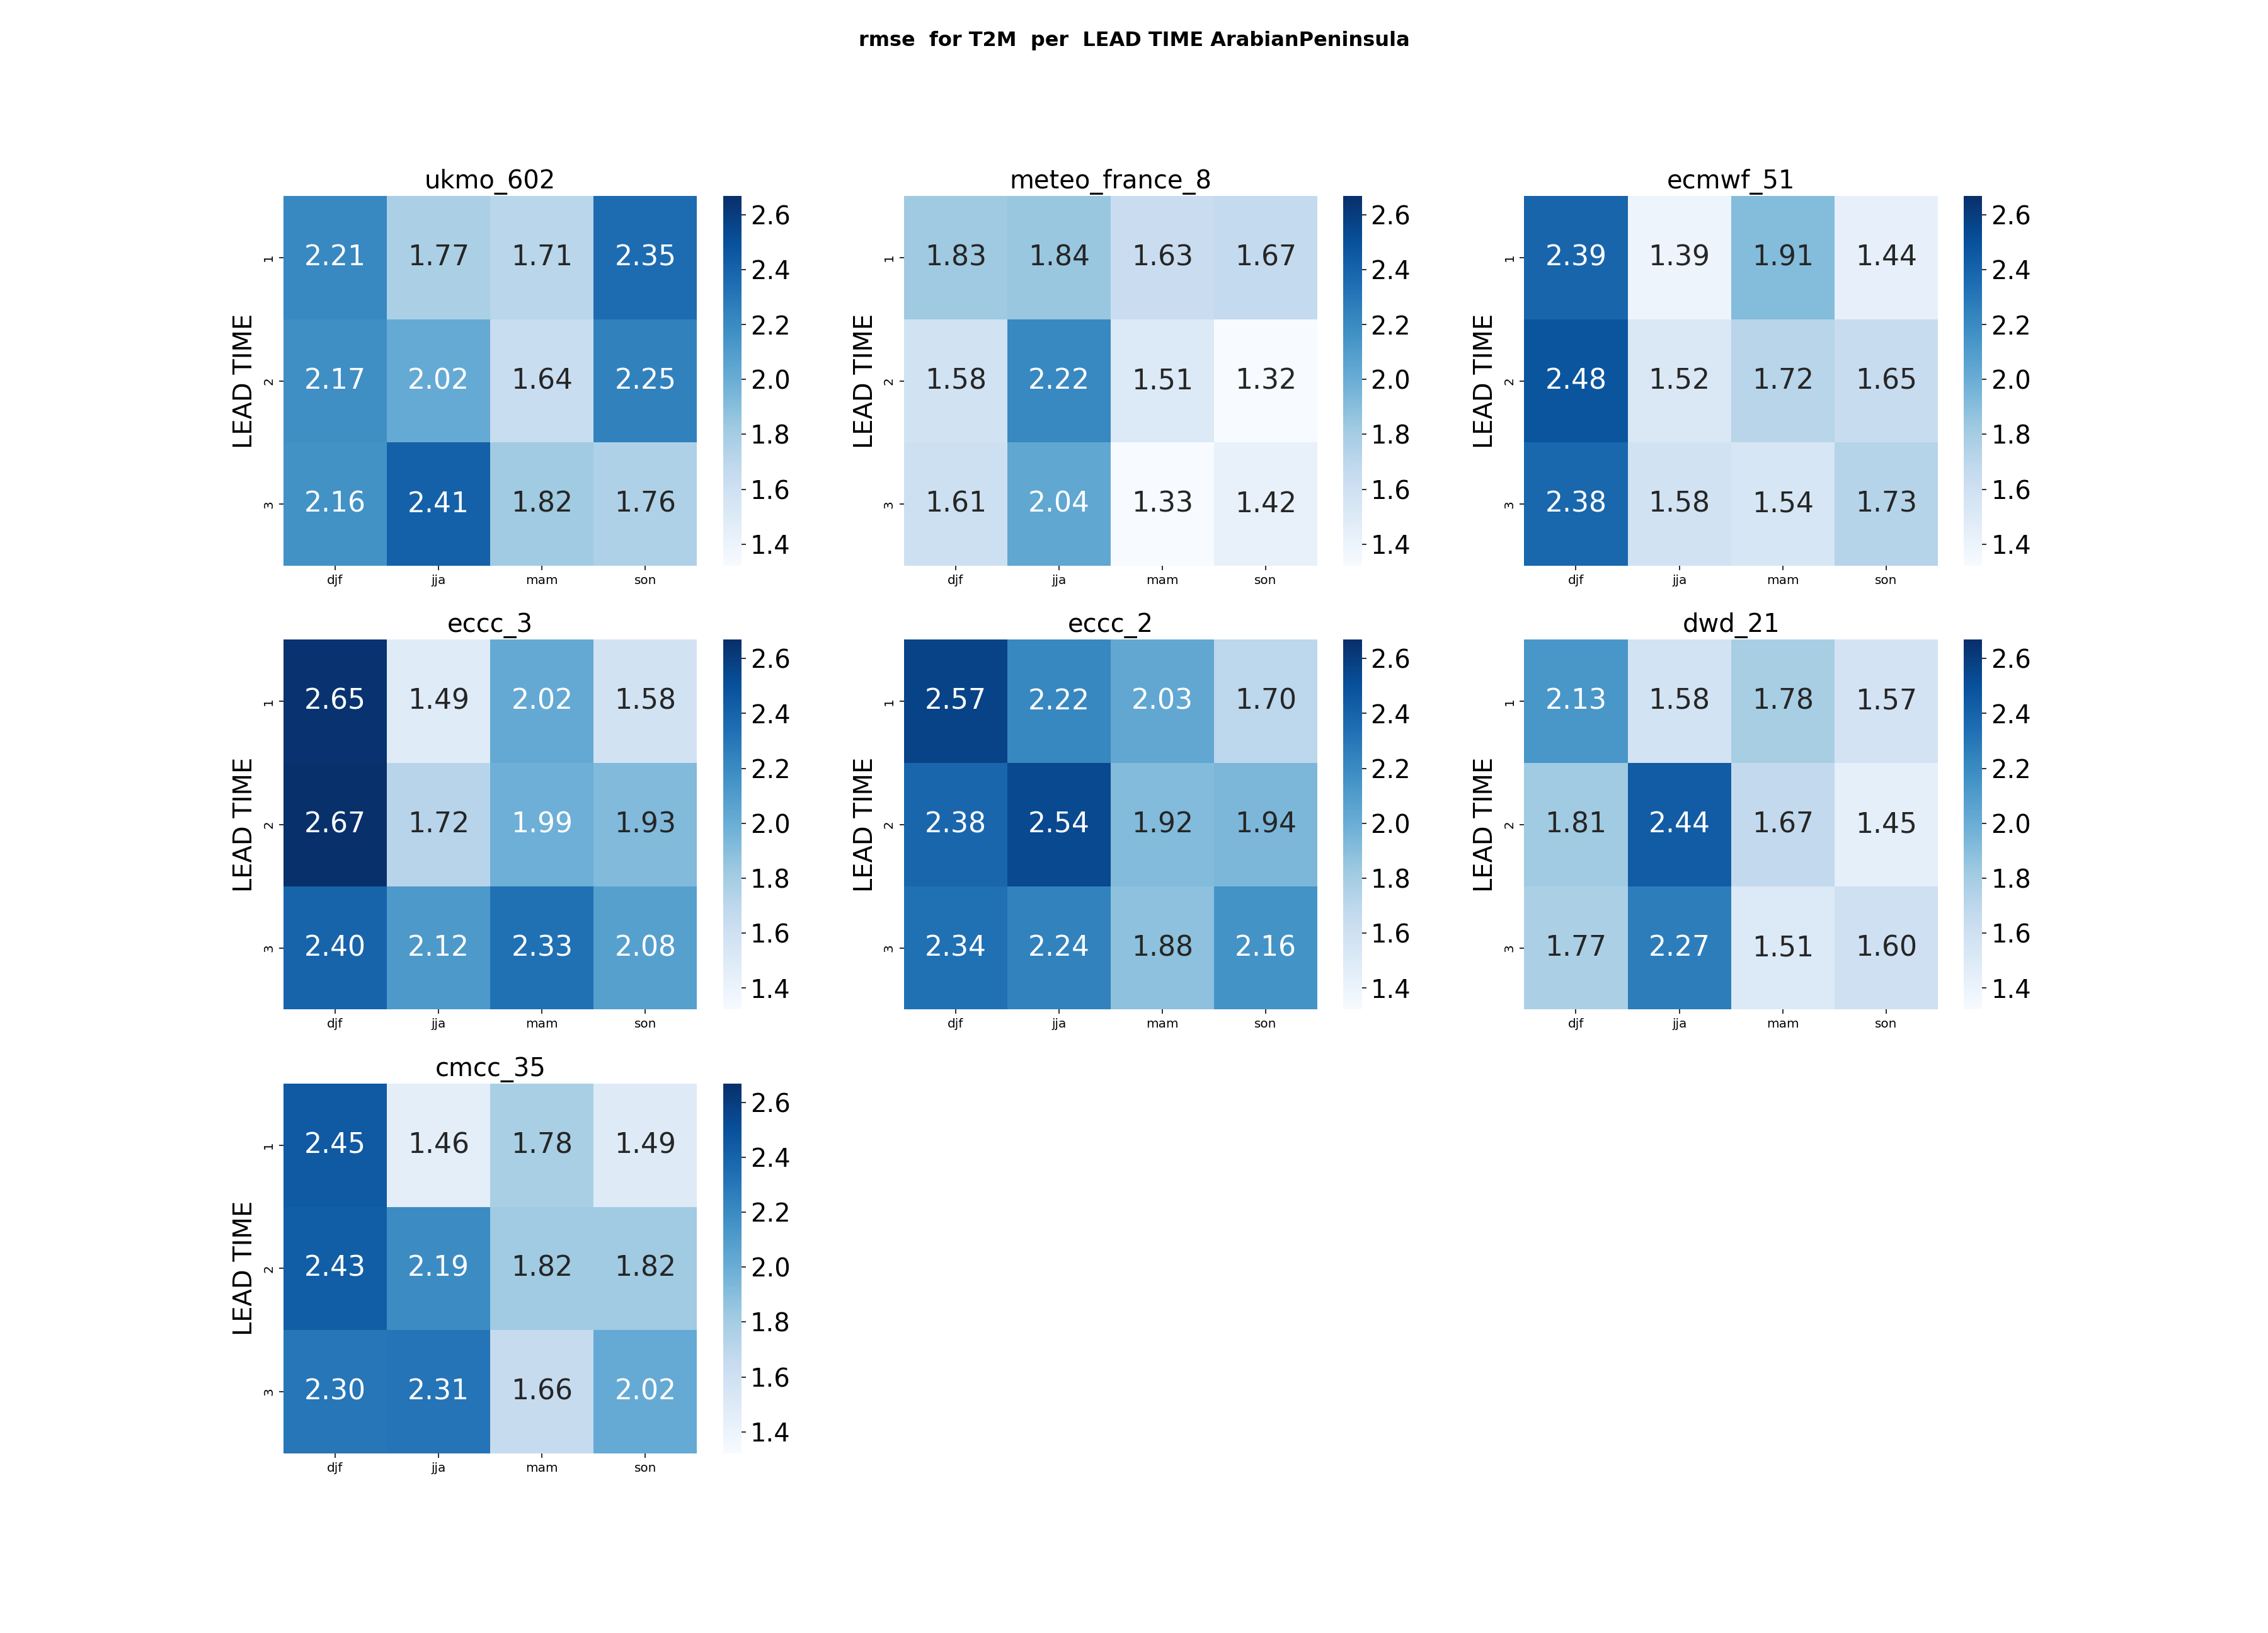 rmse  for T2M  per  LEAD TIME ArabianPeninsula
ukmo_602
LEAD TIME
1 2.21 1.77 1.71 2.35
2 2.17 2.02 1.64 2.25
3 2.16 2.41 1.82 1.76
djf jja mam son
2.6
2.4
2.2
2.0
1.8
1.6
1.4
meteo_france_8
LEAD TIME
1 1.83 1.84 1.63 1.67
2 1.58 2.22 1.51 1.32
3 1.61 2.04 1.33 1.42
djf jja mam son
2.6
2.4
2.2
2.0
1.8
1.6
1.4
ecmwf_51
LEAD TIME
1 2.39 1.39 1.91 1.44
2 2.48 1.52 1.72 1.65
3 2.38 1.58 1.54 1.73
djf jja mam son
2.6
2.4
2.2
2.0
1.8
1.6
1.4
eccc_3
LEAD TIME
1 2.65 1.49 2.02 1.58
2 2.67 1.72 1.99 1.93
3 2.40 2.12 2.33 2.08
djf jja mam son
2.6
2.4
2.2
2.0
1.8
1.6
1.4
eccc_2
LEAD TIME
1 2.57 2.22 2.03 1.70
2 2.38 2.54 1.92 1.94
3 2.34 2.24 1.88 2.16
djf jja mam son
2.6
2.4
2.2
2.0
1.8
1.6
1.4
dwd_21
LEAD TIME
1 2.13 1.58 1.78 1.57
2 1.81 2.44 1.67 1.45
3 1.77 2.27 1.51 1.60
djf jja mam son
2.6
2.4
2.2
2.0
1.8
1.6
1.4
cmcc_35
LEAD TIME
1 2.45 1.46 1.78 1.49
2 2.43 2.19 1.82 1.82
3 2.30 2.31 1.66 2.02
djf jja mam son
2.6
2.4
2.2
2.0
1.8
1.6
1.4